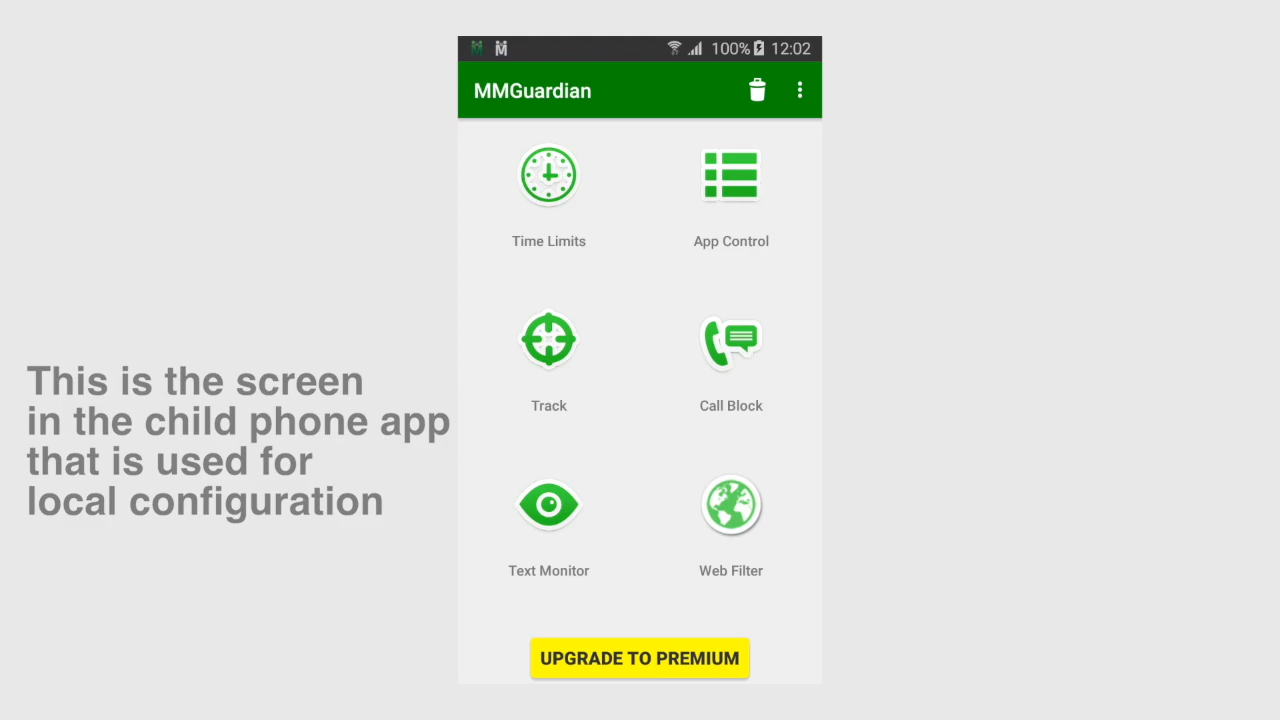 100% 12:02
MMGuardian
Time Limits
App Control
Track
Call Block
Text Monitor
Web Filter
UPGRADE TO PREMIUM
This is the screen
in the child phone app
that is used for
local configuration